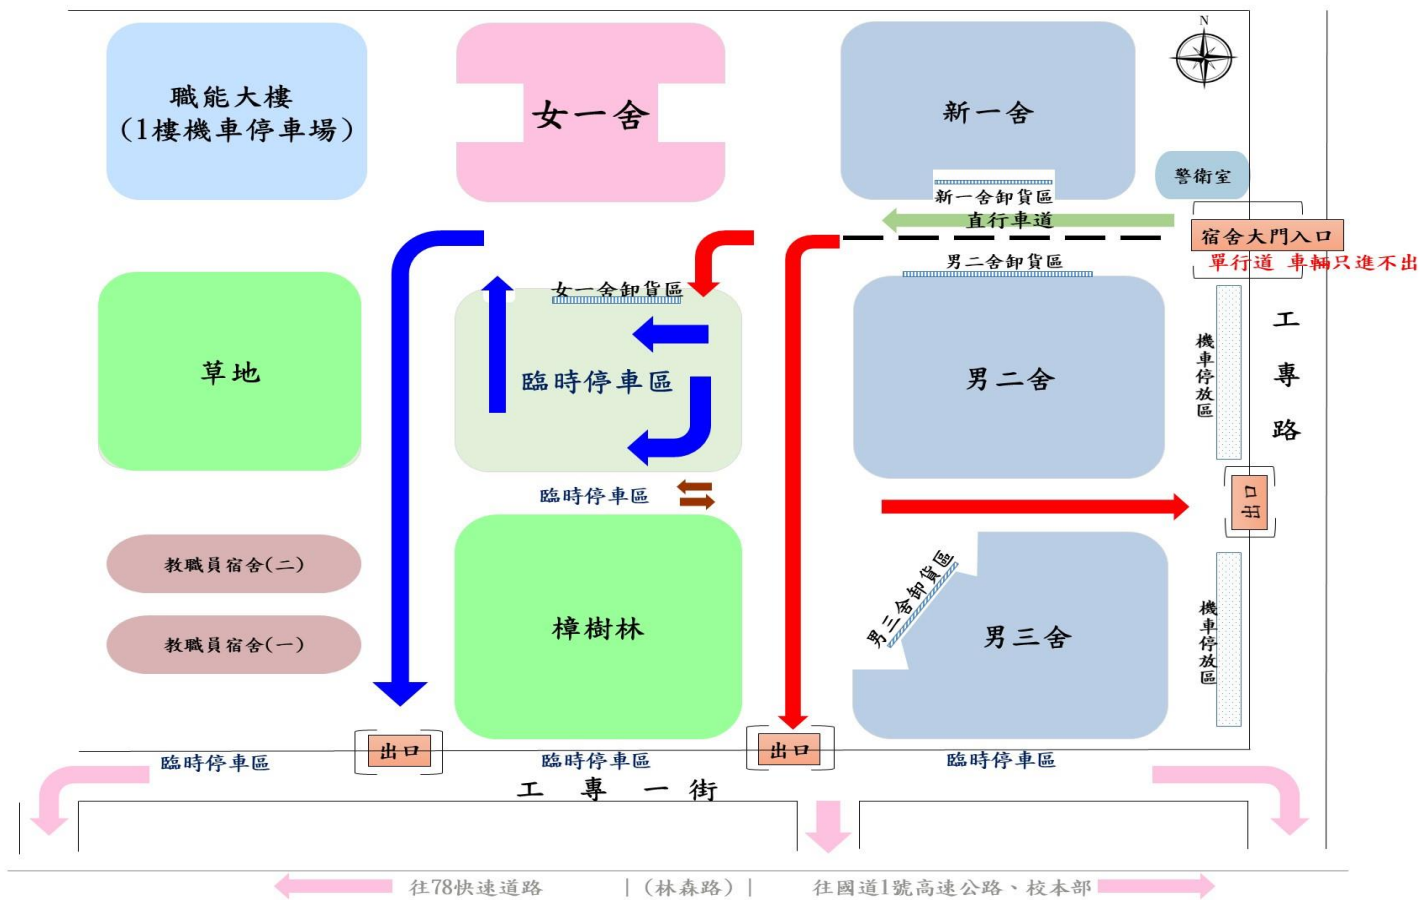 N
職能大樓
(1樓機車停車場)
女一舍
新一舍
警衛室
新一舍卸貨區
直行車道
宿舍大門入口
單行道 車輛只進不出
男二舍卸貨區
女一舍卸貨區
草地
臨時停車區
男二舍
機車停放區
工專路
臨時停車區
出口
教職員宿舍(二)
男三舍卸貨區
教職員宿舍(一)
樟樹林
男三舍
機車停放區
出口
出口
臨時停車區
臨時停車區
臨時停車區
工專一街
往78快速道路
|(林森路)|
往國道1號高速公路、校本部